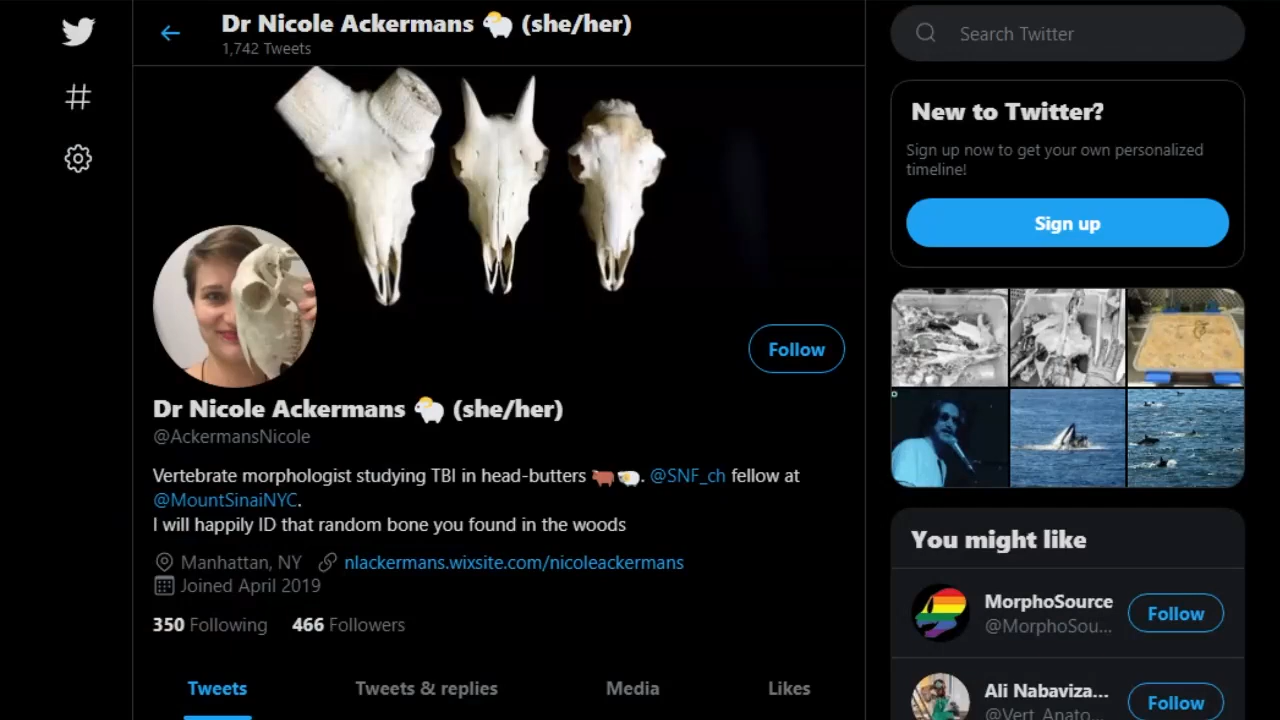 Dr Nicole Ackermans 🐑 (she/her)
1,742 Tweets
Search Twitter
New to Twitter?
Sign up now to get your own personalized
timeline!
Sign up
Follow
Dr Nicole Ackermans 🐑 (she/her)
@AckermansNicole
Vertebrate morphologist studying TBI in head-butters 🐂🐑. @SNF_ch fellow at
@MountSinaiNYC.
I will happily ID that random bone you found in the woods
Manhattan, NY nlackermans.wixsite.com/nicoleackermans
Joined April 2019
350 Following 466 Followers
Tweets Tweets & replies Media Likes
You might like
MorphoSource
@MorphoSou...
Follow
Ali Nabaviza...
@Vert_Anato...
Follow